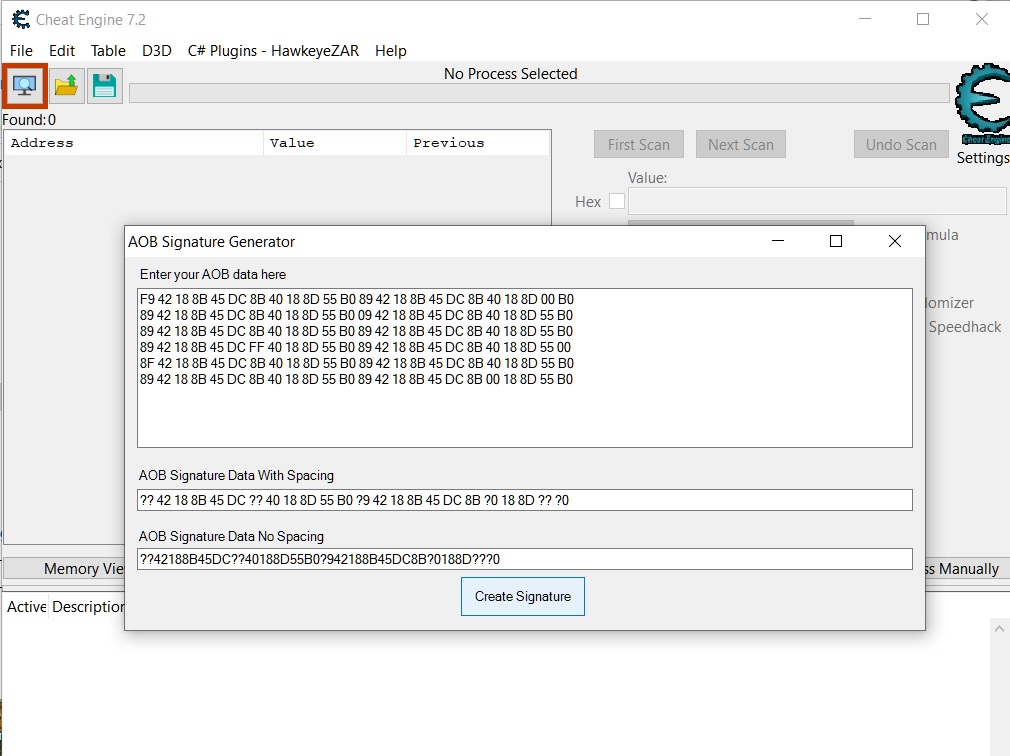 Cheat Engine 7.2
File Edit Table D3D C# Plugins - HawkeyeZAR Help
No Process Selected
Found:0
Address Value Previous
First Scan Next Scan Undo Scan
Cheat Engine
Settings
Value:
Hex
AOB Signature Generator
Enter your AOB data here
F9 42 18 8B 45 DC 8B 40 18 8D 55 B0 89 42 18 8B 45 DC 8B 40 18 8D 00 B0
89 42 18 8B 45 DC 8B 40 18 8D 55 B0 09 42 18 8B 45 DC 8B 40 18 8D 55 B0
89 42 18 8B 45 DC 8B 40 18 8D 55 B0 89 42 18 8B 45 DC 8B 40 18 8D 55 B0
89 42 18 8B 45 DC FF 40 18 8D 55 B0 89 42 18 8B 45 DC 8B 40 18 8D 55 00
8F 42 18 8B 45 DC 8B 40 18 8D 55 B0 89 42 18 8B 45 DC 8B 40 18 8D 55 B0
89 42 18 8B 45 DC 8B 40 18 8D 55 B0 89 42 18 8B 45 DC 8B 00 18 8D 55 B0
mula
domizer
Speedhack
AOB Signature Data With Spacing
?? 42 18 8B 45 DC ?? 40 18 8D 55 B0 ?9 42 18 8B 45 DC 8B ?0 18 8D ?? ?0
AOB Signature Data No Spacing
??42188B45DC??40188D55B0?942188B45DC8B?0188D???0
Create Signature
Memory Vie
ss Manually
Active Description